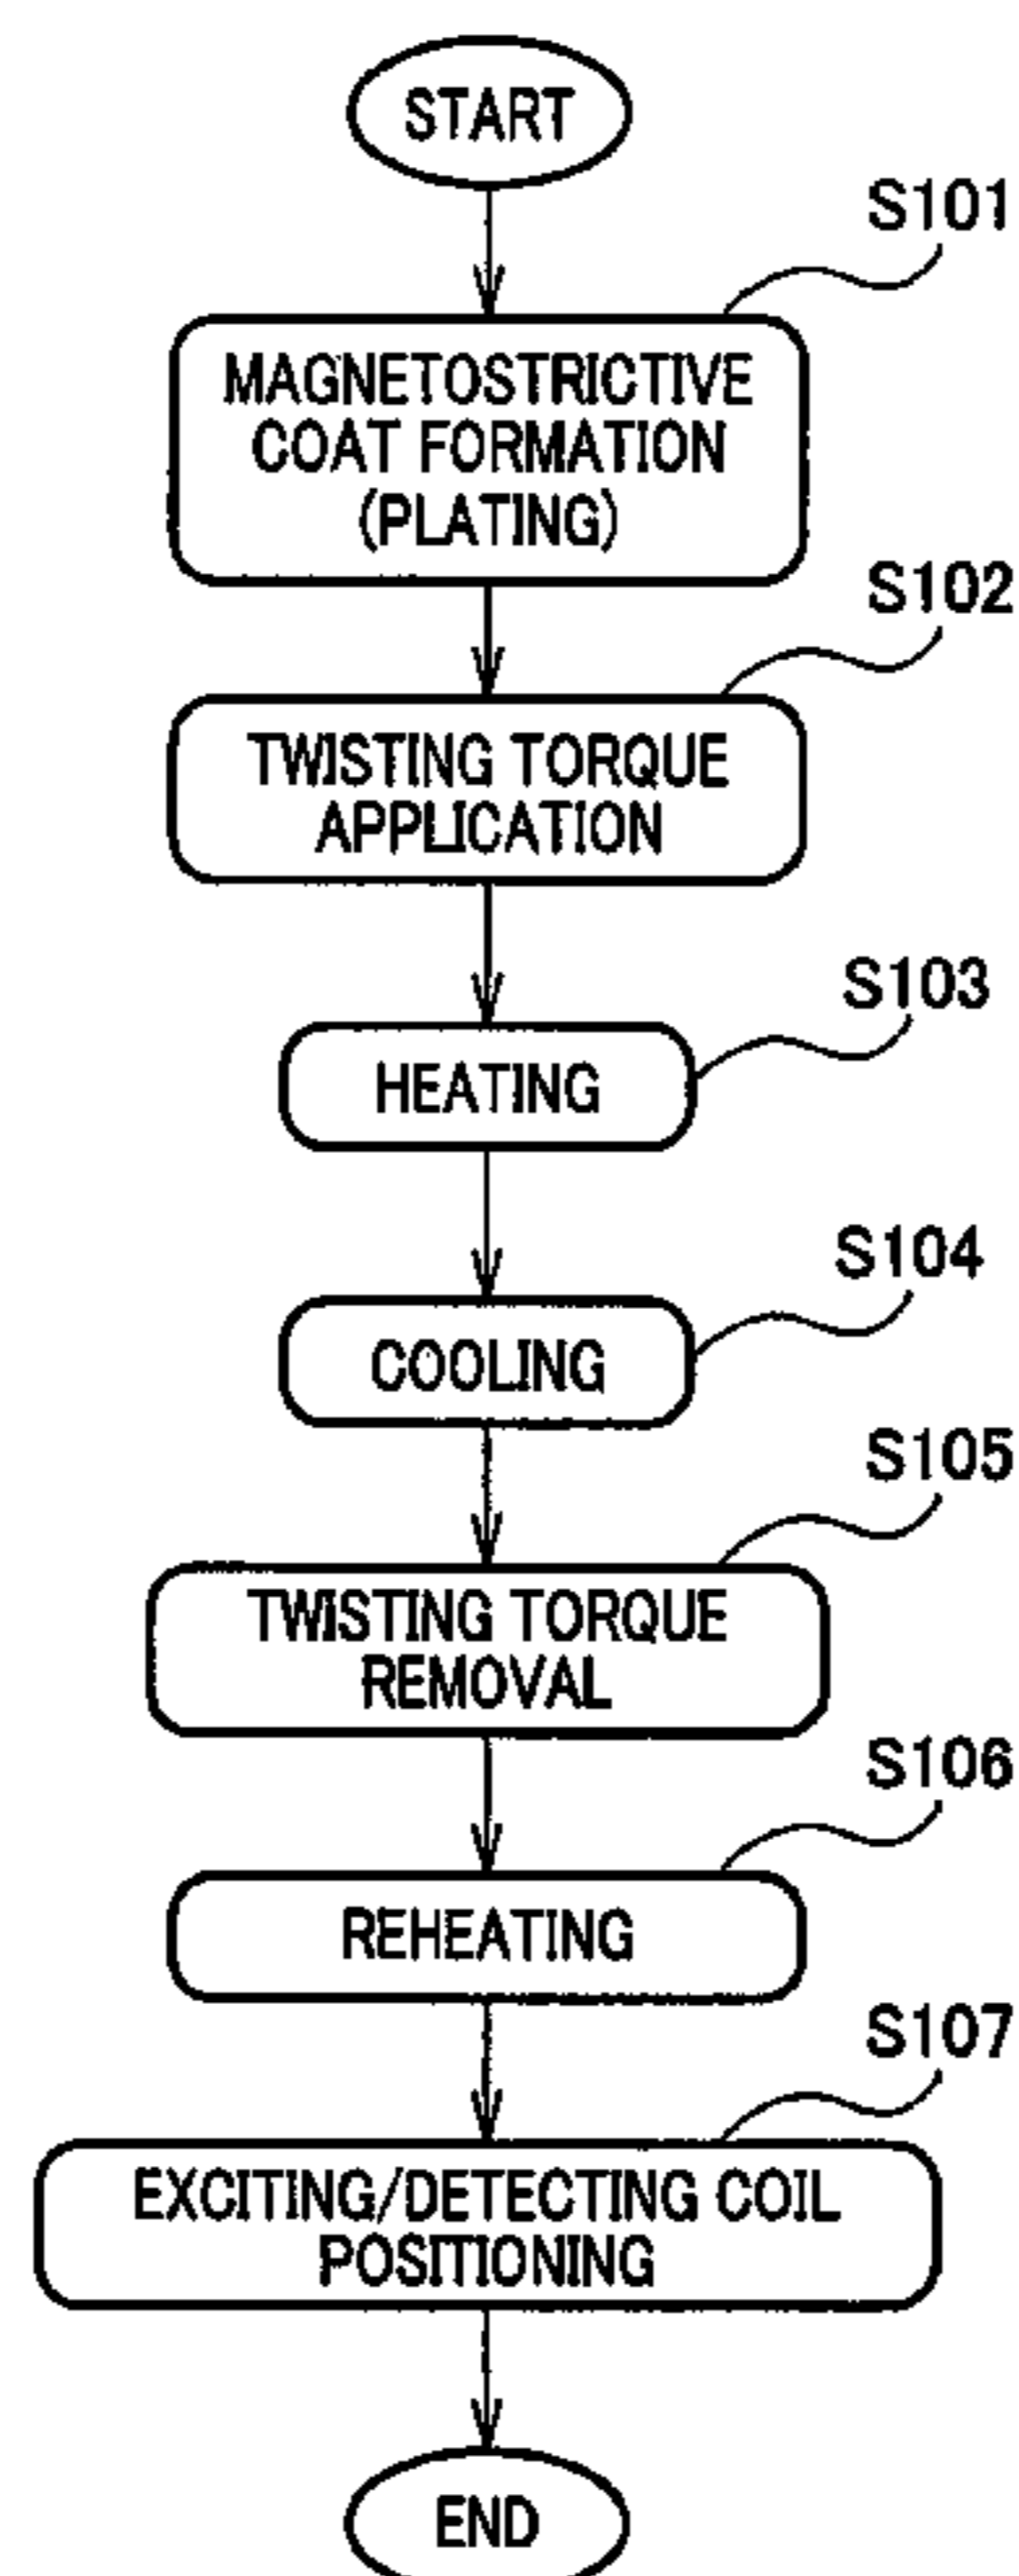 START
S101
MAGNETOSTRICTIVE
COAT FORMATION
(PLATING)
S102
TWISTING TORQUE
APPLICATION
S103
HEATING
S104
COOLING
S105
TWISTING TORQUE
REMOVAL
S106
REHEATING
S107
EXCITING/DETECTING COIL
POSITIONING
END